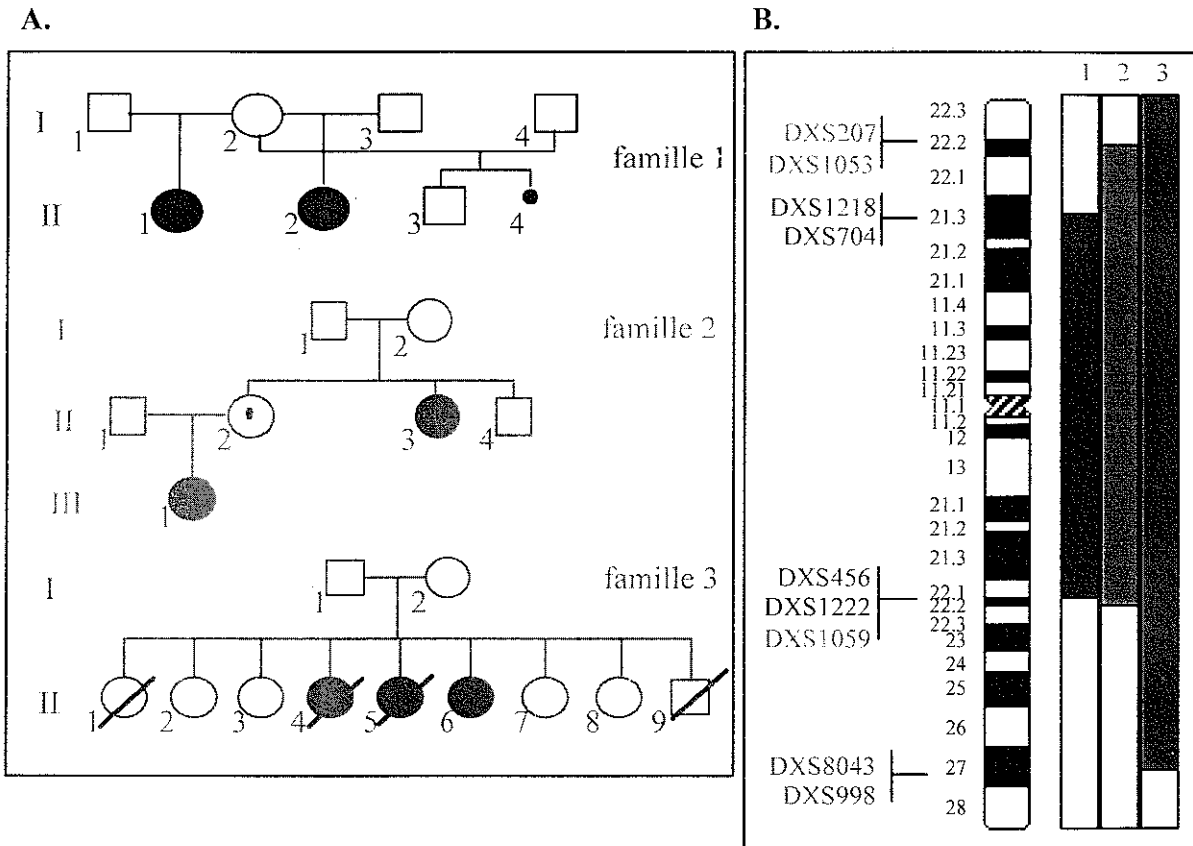 A.
I
1
2
3
4
famille 1
II
1
2
3
4
I
1
2
famille 2
II
1
2
3
4
III
1
I
1
2
famille 3
II
1
2
3
4
5
6
7
8
9
B.
1 2 3
DXS207
DXS1053
DXS1218
DXS704
DXS456
DXS1222
DXS1059
DXS8043
DXS998
22.3
22.2
22.1
21.3
21.2
21.1
11.4
11.3
11.23
11.22
11.21
11.1
11.2
12
13
21.1
21.2
21.3
22.1
22.2
22.3
23
24
25
26
27
28